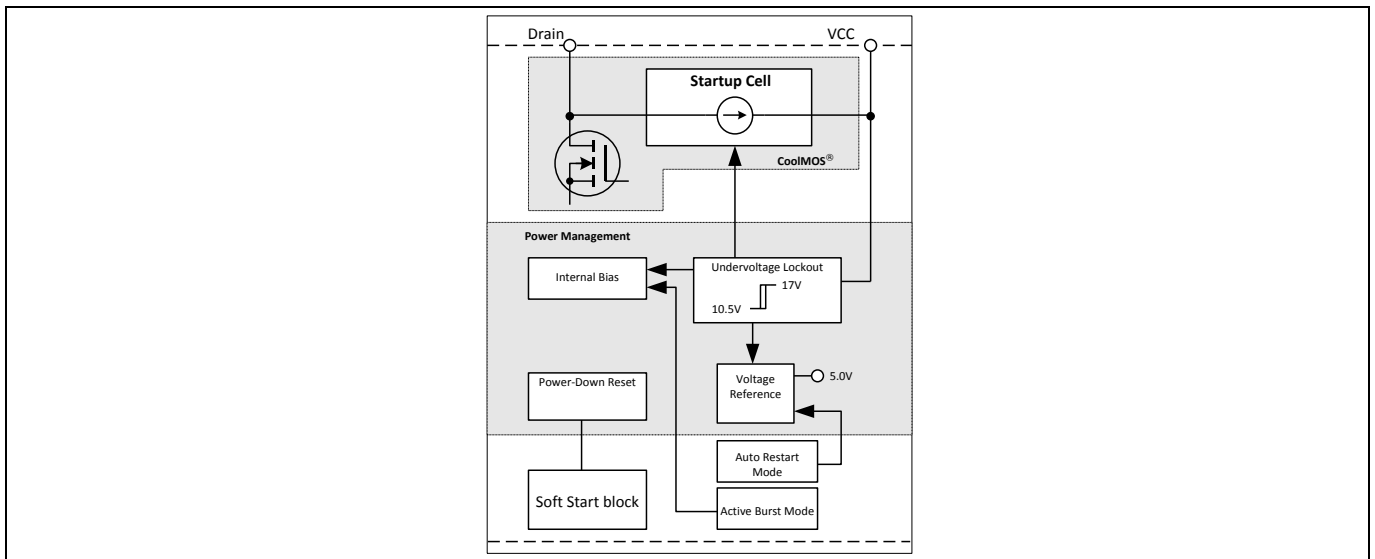 Drain
VCC
Startup Cell
CoolMOS®
Power Management
Internal Bias
Undervoltage Lockout
17V
10.5V
Power-Down Reset
Voltage
Reference
5.0V
Auto Restart
Mode
Soft Start block
Active Burst Mode